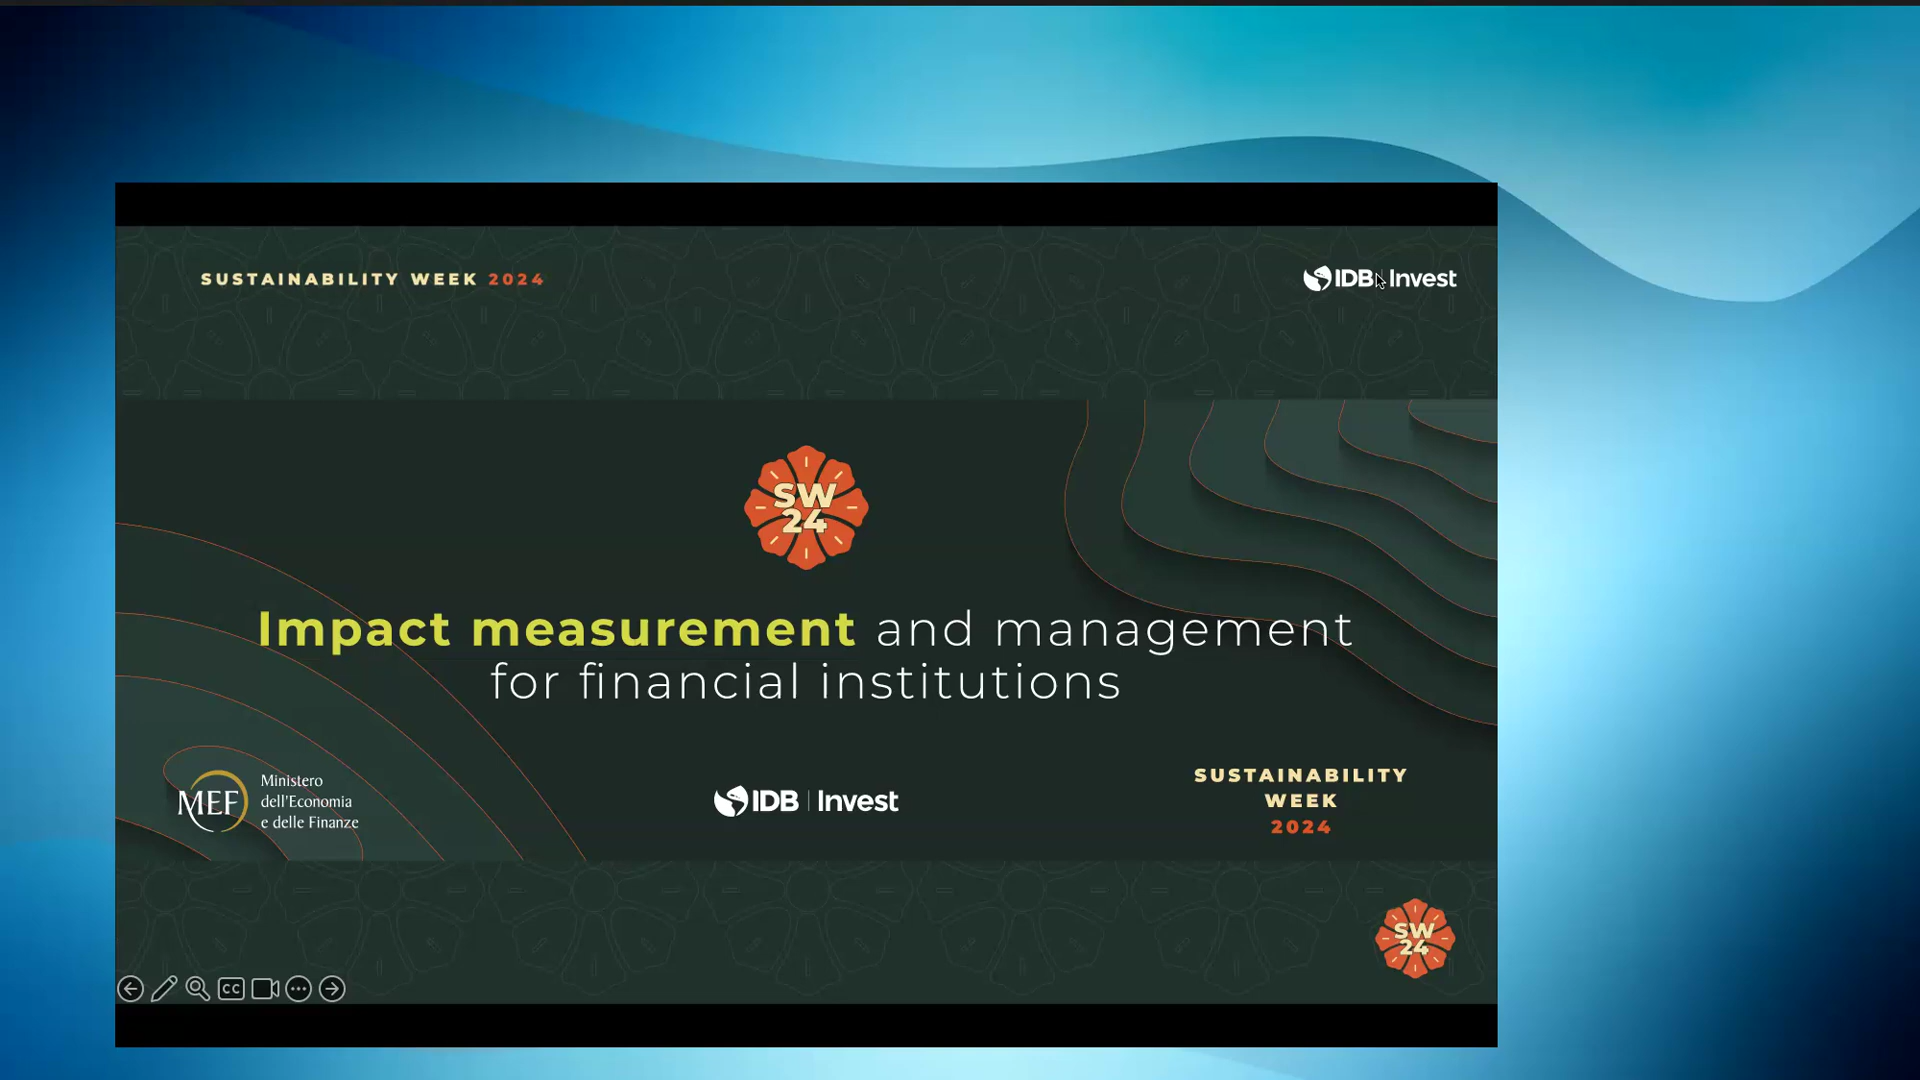 SUSTAINABILITY WEEK 2024
IDB Invest
SW
24
Impact measurement and management
for financial institutions
MEF
Ministero
dell'Economia
e delle Finanze
IDB | Invest
SUSTAINABILITY
WEEK
2024
SW
24
CC